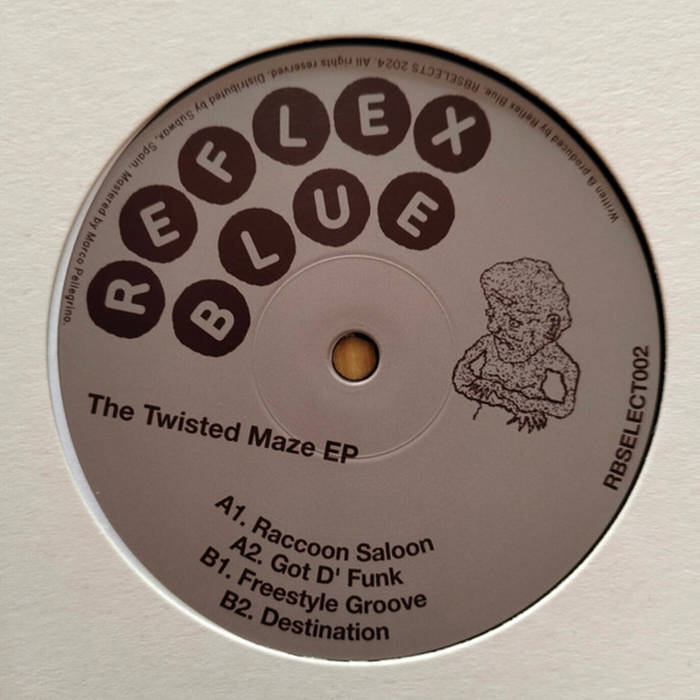 Mastered by Marco Pellegrino. Distributed by Subwax, Spain. All rights reserved. RBSELECTS 2024. Written & produced by Reflex Blue.
REFLEX
BLUE
The Twisted Maze EP
RBSELECT002
A1. Raccoon Saloon
A2. Got D' Funk
B1. Freestyle Groove
B2. Destination